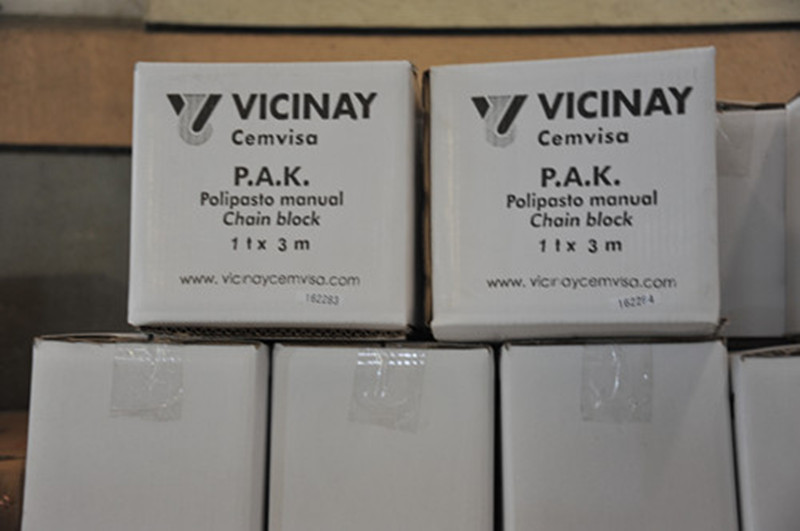 VICINAY
Cemvisa
P.A.K.
Polipasto manual
Chain block
1 t x 3 m
www.vicinaycemvisa.com
162283
VICINAY
Cemvisa
P.A.K.
Polipasto manual
Chain block
1 t x 3 m
www.vicinaycemvisa.com